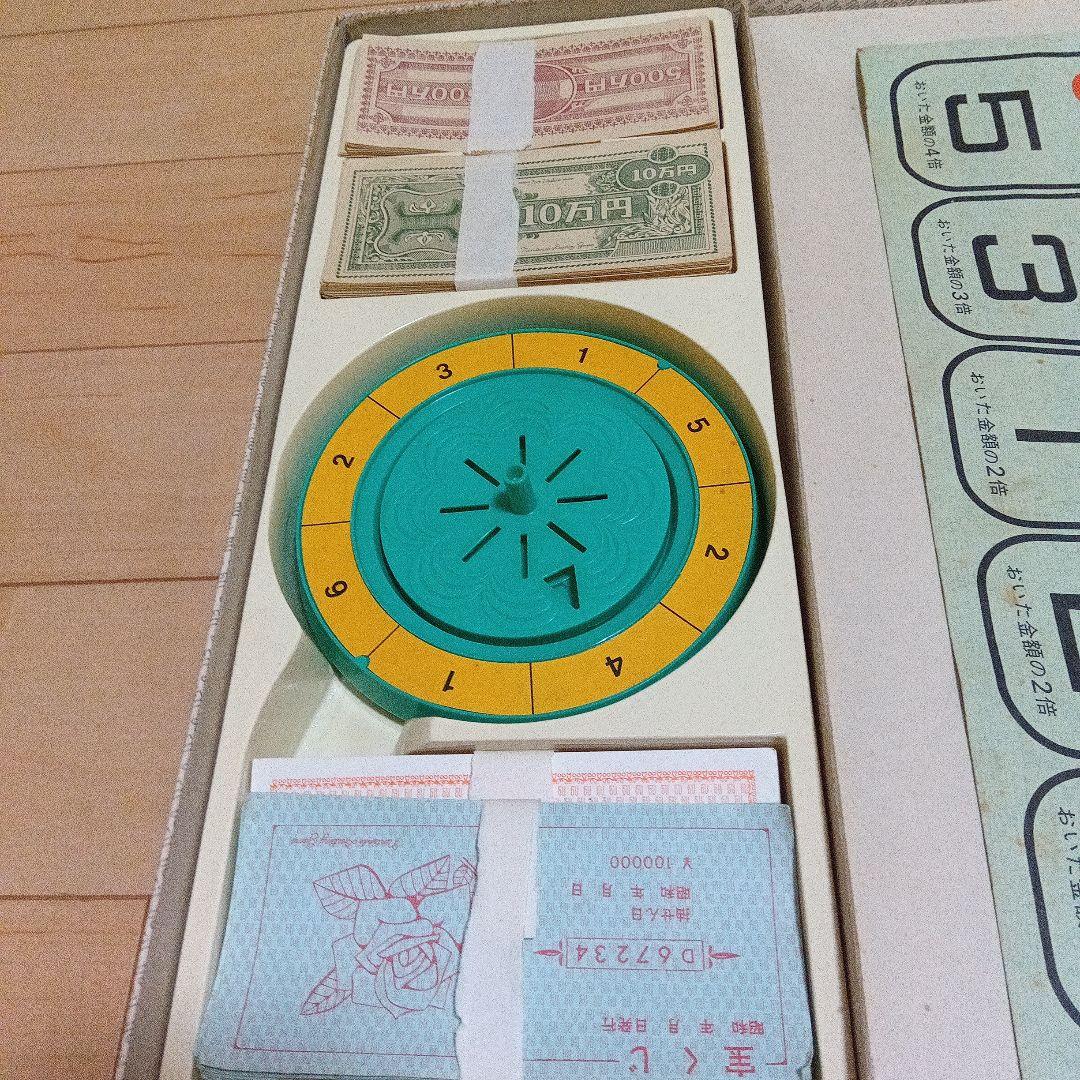 500万円
500万円
10万円
10万円
3
1
5
2
4
1
6
2
宝くじ
昭和 年 月 日発行
D67234
抽せん日
昭和 年 月 日
¥100000
5
おいた金額の4倍
3
おいた金額の3倍
1
おいた金額の2倍
おいた金額の2倍
おいた金